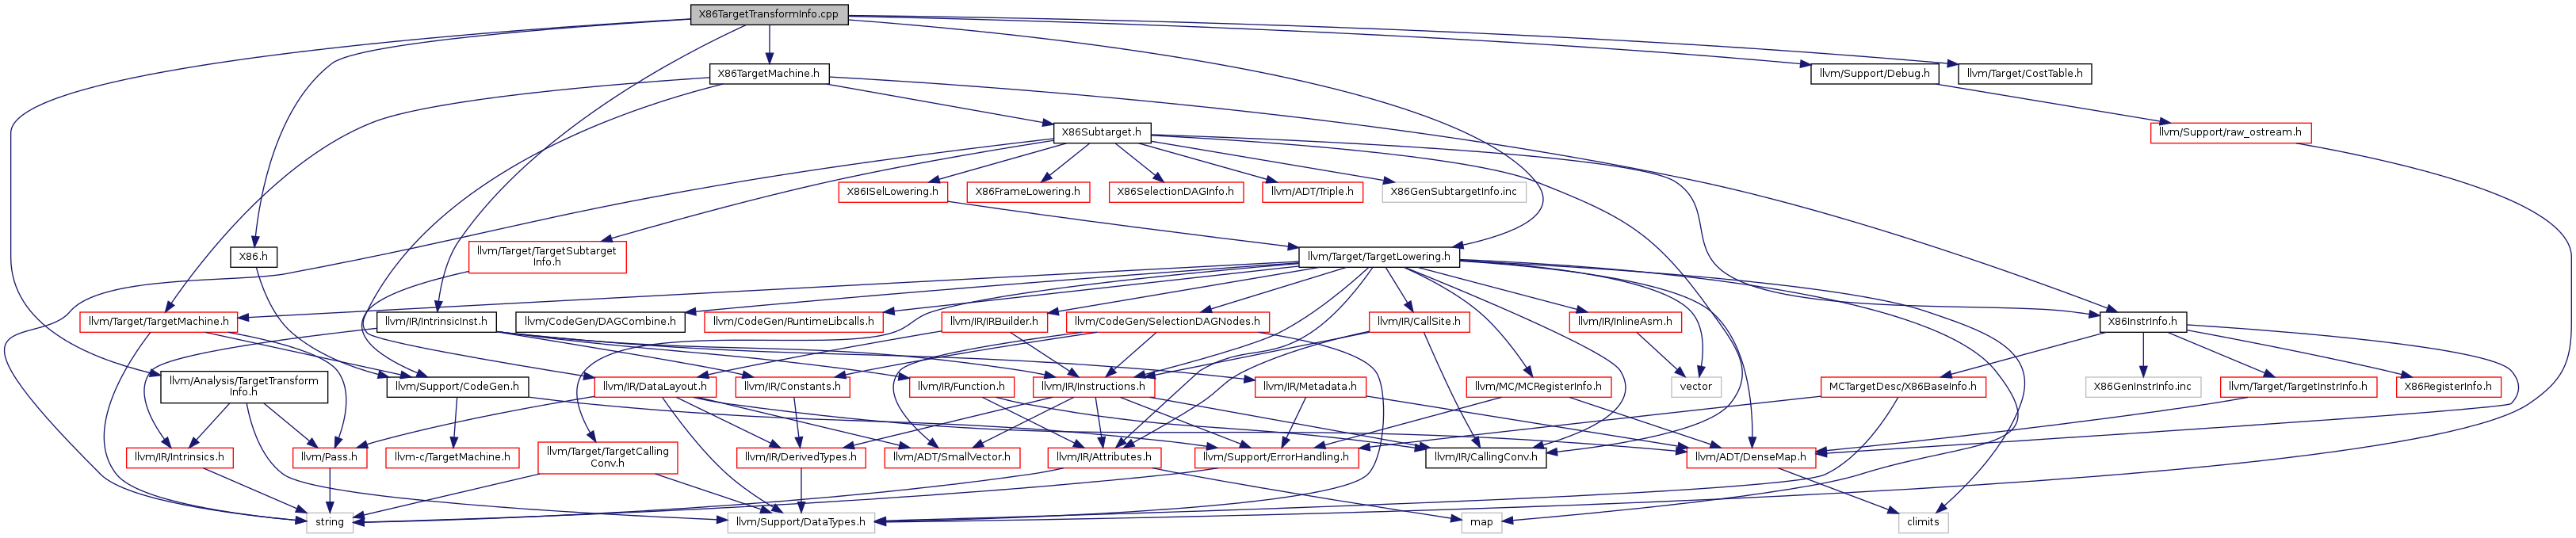 X86TargetTransformInfo.cpp
X86TargetMachine.h
llvm/Support/Debug.h
llvm/Target/CostTable.h
X86Subtarget.h
llvm/Support/raw_ostream.h
X86ISelLowering.h
X86FrameLowering.h
X86SelectionDAGInfo.h
llvm/ADT/Triple.h
X86GenSubtargetInfo.inc
X86.h
llvm/Target/TargetSubtarget
Info.h
llvm/Target/TargetLowering.h
llvm/Target/TargetMachine.h
llvm/IR/IntrinsicInst.h
llvm/CodeGen/DAGCombine.h
llvm/CodeGen/RuntimeLibcalls.h
llvm/IR/IRBuilder.h
llvm/CodeGen/SelectionDAGNodes.h
llvm/IR/CallSite.h
llvm/IR/InlineAsm.h
X86InstrInfo.h
llvm/Analysis/TargetTransform
Info.h
llvm/Support/CodeGen.h
llvm/IR/DataLayout.h
llvm/IR/Constants.h
llvm/IR/Function.h
llvm/IR/Instructions.h
llvm/IR/Metadata.h
llvm/MC/MCRegisterInfo.h
vector
MCTargetDesc/X86BaseInfo.h
X86GenInstrInfo.inc
llvm/Target/TargetInstrInfo.h
X86RegisterInfo.h
llvm/IR/Intrinsics.h
llvm/Pass.h
llvm-c/TargetMachine.h
llvm/Target/TargetCalling
Conv.h
llvm/IR/DerivedTypes.h
llvm/ADT/SmallVector.h
llvm/IR/Attributes.h
llvm/Support/ErrorHandling.h
llvm/IR/CallingConv.h
llvm/ADT/DenseMap.h
string
llvm/Support/DataTypes.h
map
climits